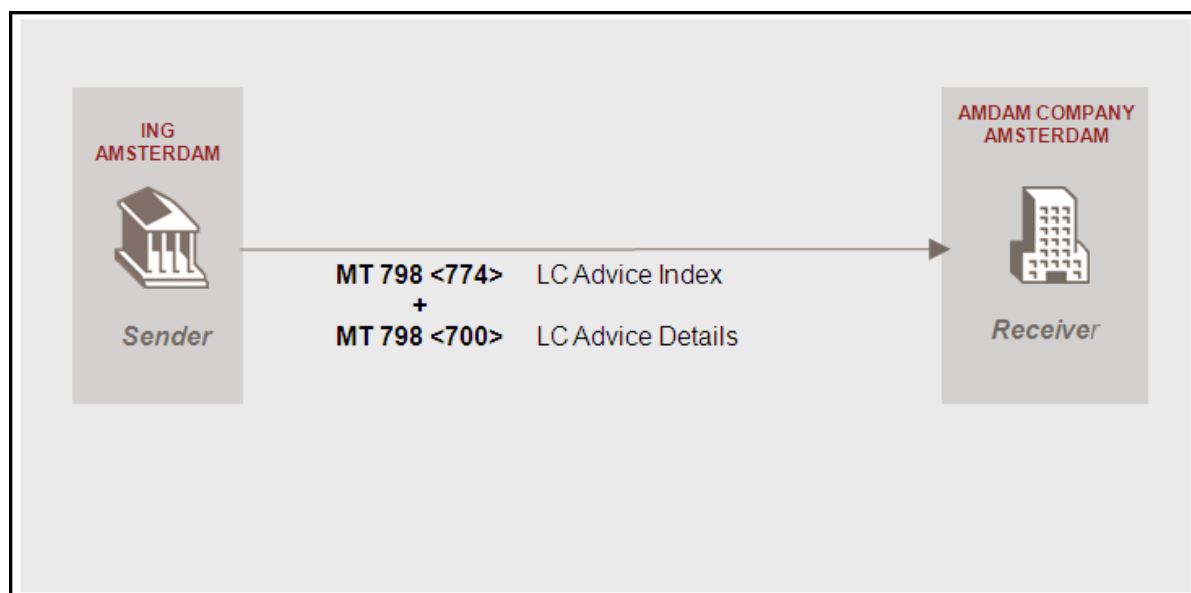 ING
AMSTERDAM
Sender
MT 798 <774> LC Advice Index
+
MT 798 <700> LC Advice Details
AMDAM COMPANY
AMSTERDAM
Receiver